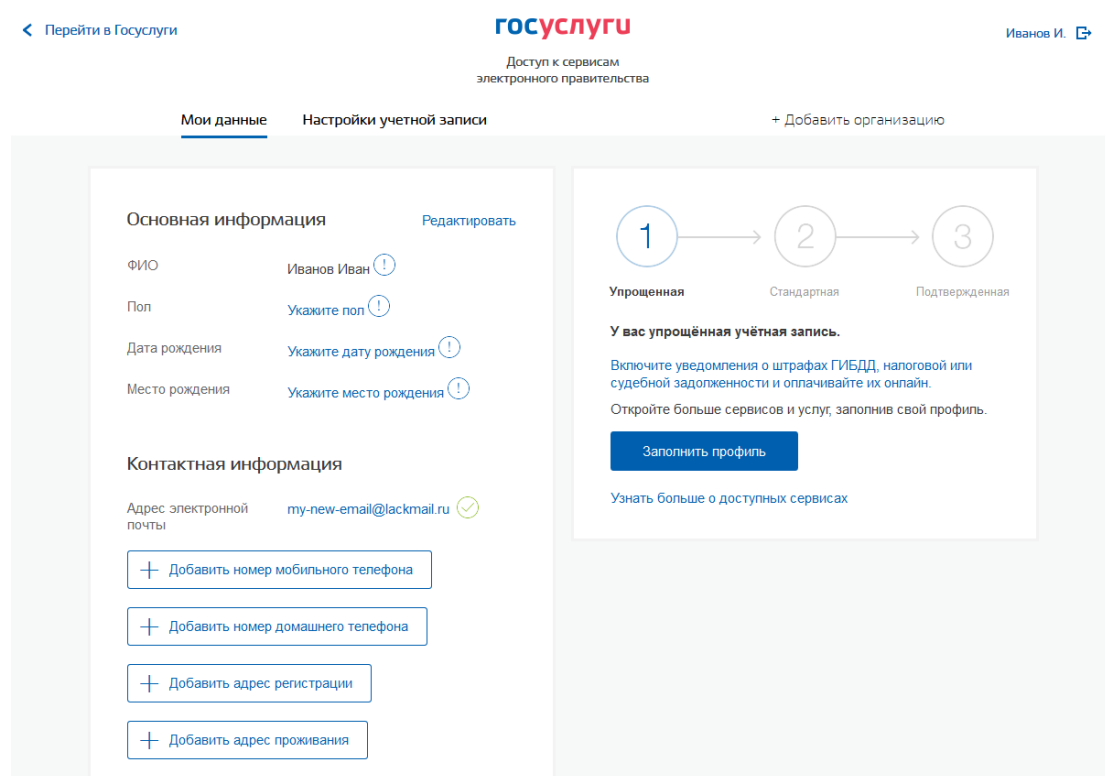 Перейти в Госуслуги
госуслуги
Иванов И.
Доступ к сервисам
электронного правительства
Мои данные
Настройки учетной записи
+ Добавить организацию
Основная информация
Редактировать
ФИО
Иванов Иван
Пол
Укажите пол
Дата рождения
Укажите дату рождения
Место рождения
Укажите место рождения
Контактная информация
Адрес электронной
почты
my-new-email@lackmail.ru
Добавить номер мобильного телефона
Добавить номер домашнего телефона
Добавить адрес регистрации
Добавить адрес проживания
1
2
3
Упрощенная
Стандартная
Подтвержденная
У вас упрощённая учётная запись.
Включите уведомления о штрафах ГИБДД, налоговой или
судебной задолженности и оплачивайте их онлайн.
Откройте больше сервисов и услуг, заполнив свой профиль.
Заполнить профиль
Узнать больше о доступных сервисах